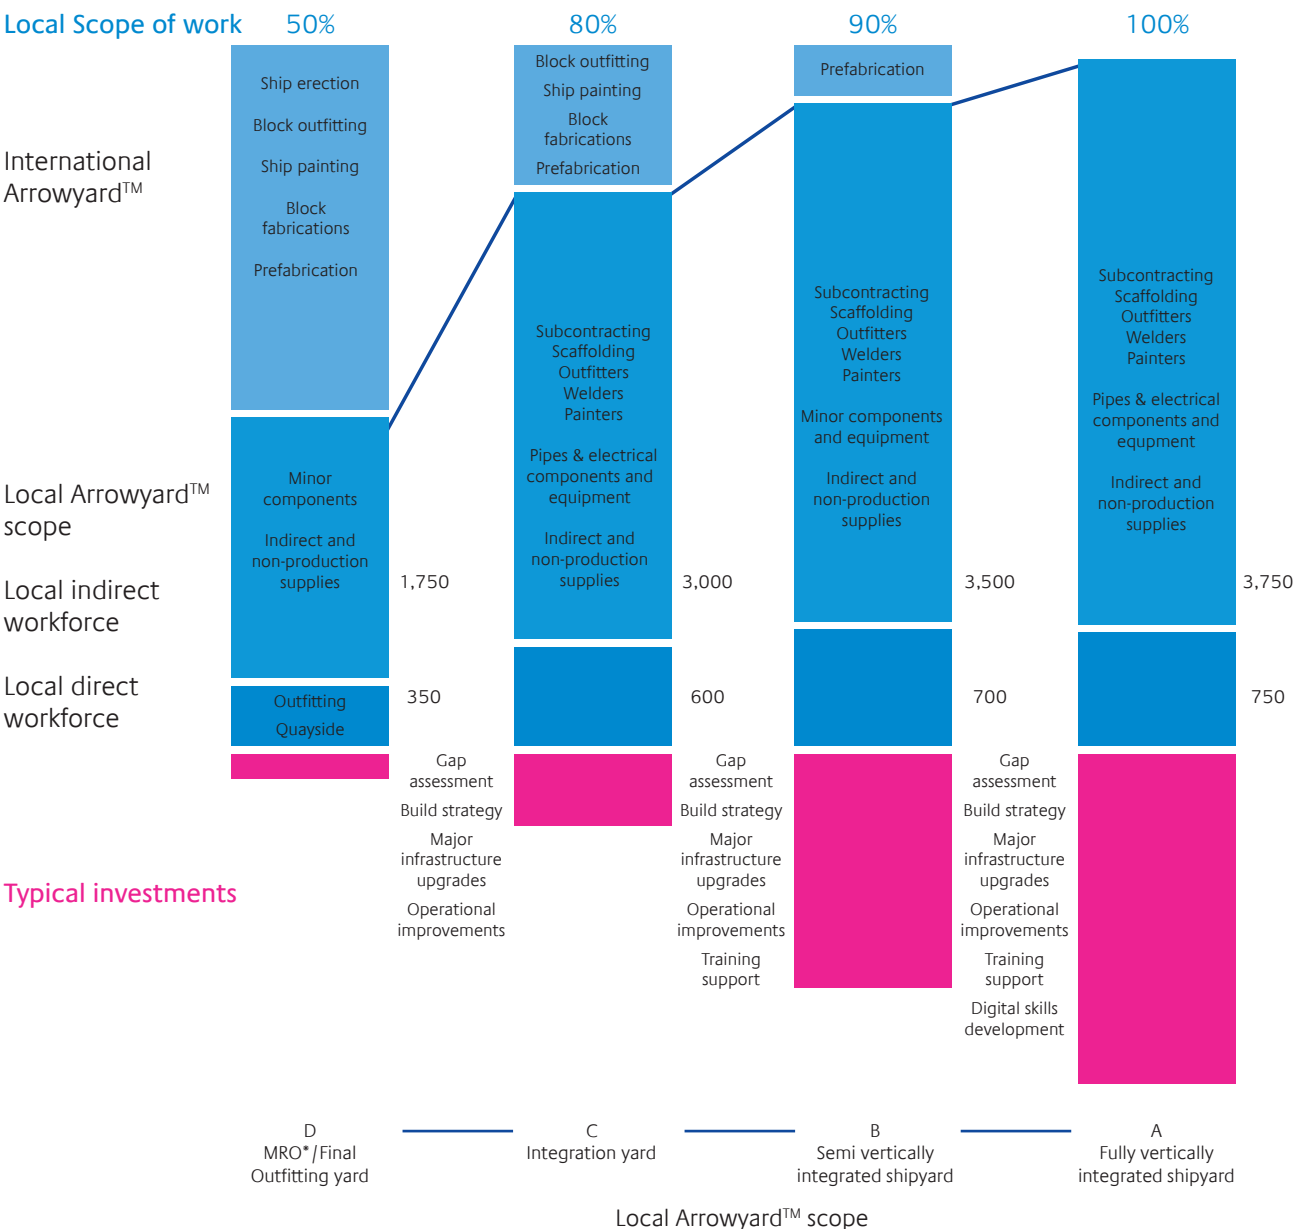 Local Scope of work 50% 80% 90% 100%
International
Arrowyard™
Ship erection
Block outfitting
Ship painting
Block
fabrications
Prefabrication
Block outfitting
Ship painting
Block
fabrications
Prefabrication
Prefabrication
Local Arrowyard™
scope
Minor
components
Indirect and
non-production
supplies
Subcontracting
Scaffolding
Outfitters
Welders
Painters
Pipes & electrical
components and
equipment
Indirect and
non-production
supplies
Subcontracting
Scaffolding
Outfitters
Welders
Painters
Minor components
and equipment
Indirect and
non-production
supplies
Subcontracting
Scaffolding
Outfitters
Welders
Painters
Pipes & electrical
components and
equpment
Indirect and
non-production
supplies
Local indirect
workforce
1,750 3,000 3,500 3,750
Local direct
workforce
Outfitting
Quayside
350 600 700 750
Typical investments
Gap
assessment
Build strategy
Major
infrastructure
upgrades
Operational
improvements
Gap
assessment
Build strategy
Major
infrastructure
upgrades
Operational
improvements
Training
support
Gap
assessment
Build strategy
Major
infrastructure
upgrades
Operational
improvements
Training
support
Digital skills
development
D
MRO*/Final
Outfitting yard
C
Integration yard
B
Semi vertically
integrated shipyard
A
Fully vertically
integrated shipyard
Local Arrowyard™ scope